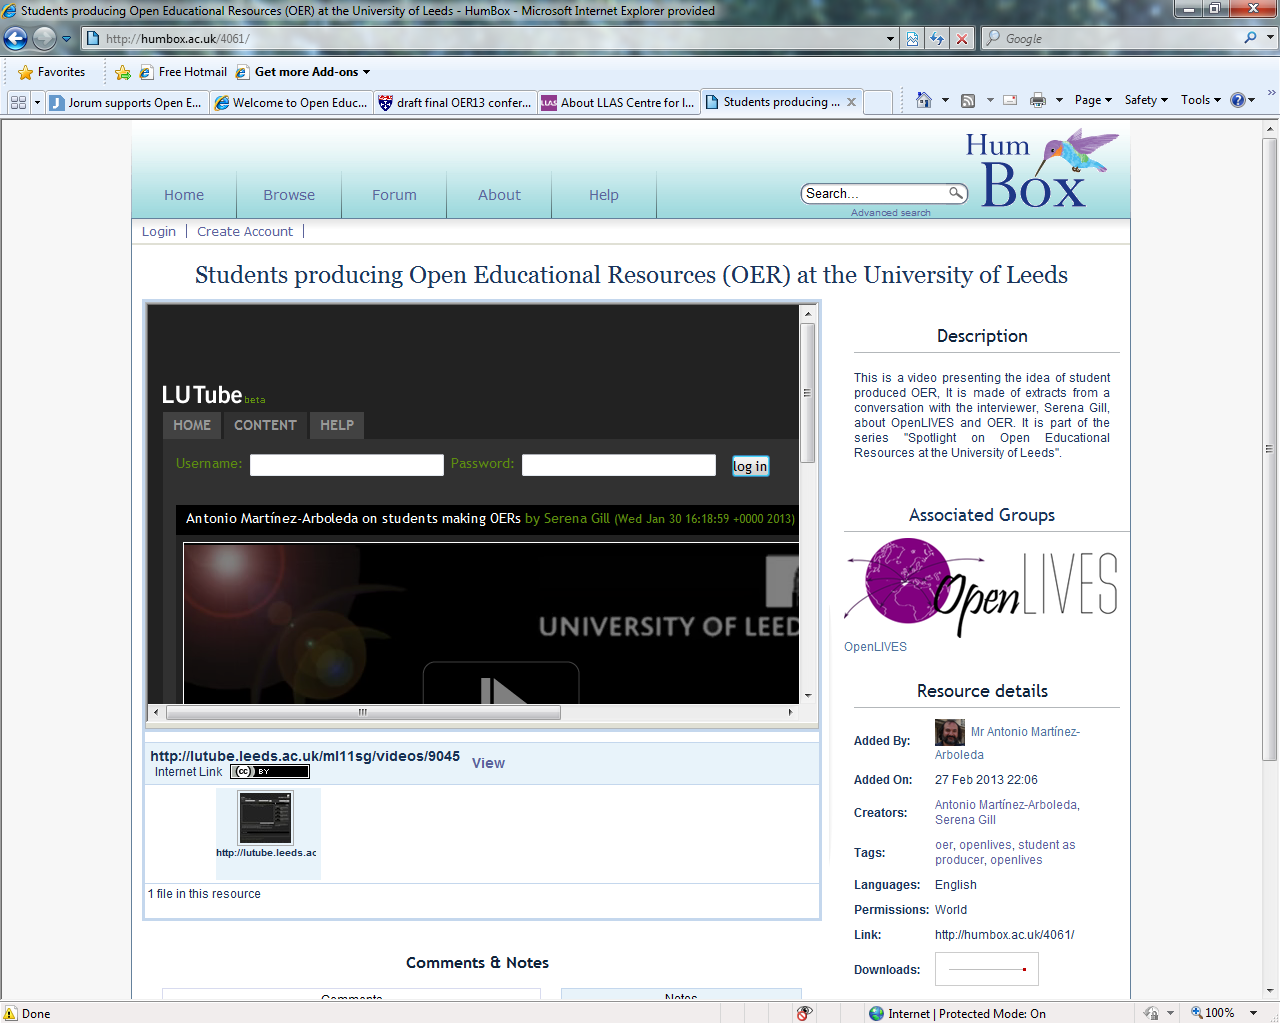 Students producing Open Educational Resources (OER) at the University of Leeds - HumBox - Microsoft Internet Explorer provided
http://humbox.ac.uk/4061/
Google
Favorites
Free Hotmail
Get more Add-ons
Jorum supports Open E...
Welcome to Open Educ...
draft final OER13 confer...
LLAS
About LLAS Centre for l...
Students producing ...
Page
Safety
Tools
Hum
Box
Home
Browse
Forum
About
Help
Search...
Advanced search
Login
Create Account
Students producing Open Educational Resources (OER) at the University of Leeds
LUTube beta
HOME
CONTENT
HELP
Username:
Password:
log in
Antonio Martínez-Arboleda on students making OERs by Serena Gill (Wed Jan 30 16:18:59 +0000 2013)
UNIVERSITY OF LEED
http://lutube.leeds.ac.uk/ml11sg/videos/9045
View
Internet Link
cc BY
http://lutube.leeds.ac
1 file in this resource
Comments & Notes
Comments
Notes
Description
This is a video presenting the idea of student
produced OER, It is made of extracts from a
conversation with the interviewer, Serena Gill,
about OpenLIVES and OER. It is part of the
series "Spotlight on Open Educational
Resources at the University of Leeds".
Associated Groups
OpenLIVES
OpenLIVES
Resource details
Added By: Mr Antonio Martínez-
Arboleda
Added On: 27 Feb 2013 22:06
Creators: Antonio Martínez-Arboleda,
Serena Gill
Tags: oer, openlives, student as
producer, openlives
Languages: English
Permissions: World
Link: http://humbox.ac.uk/4061/
Downloads:
Done
Internet | Protected Mode: On
100%